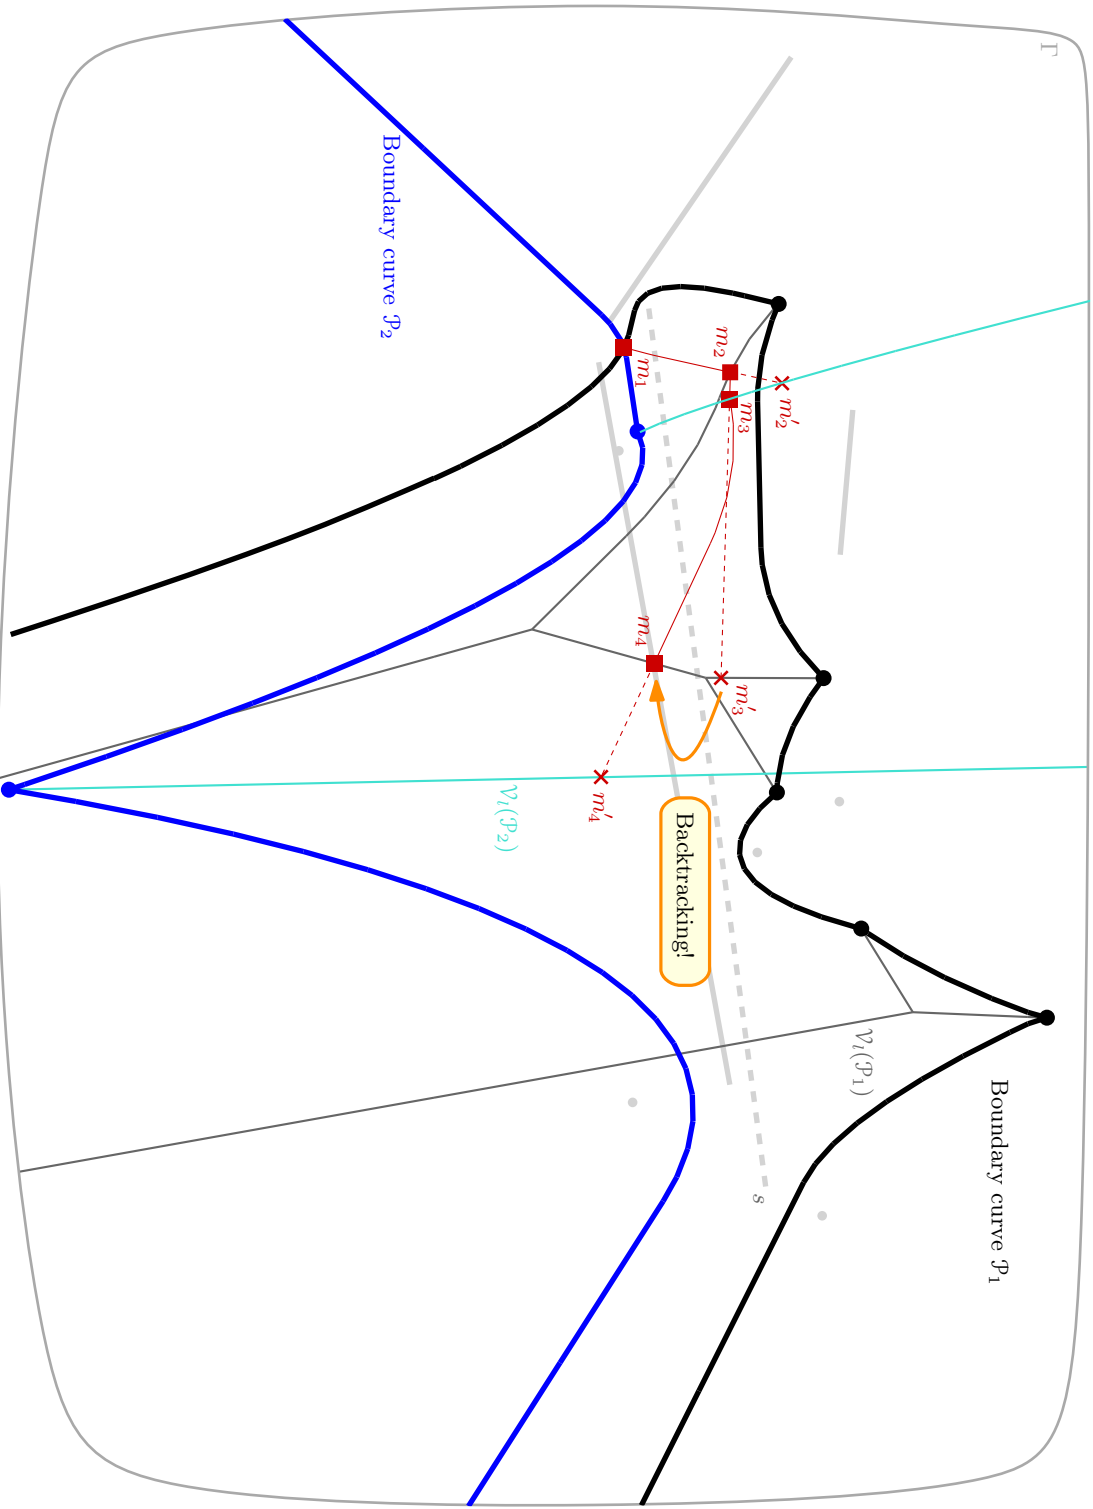 Γ
Boundary curve 𝒫₁
𝒱ₗ(𝒫₁)
s
m′₂
m₃
m₂
m₁
m′₃
m₄
Backtracking!
m′₄
𝒱ₗ(𝒫₂)
Boundary curve 𝒫₂